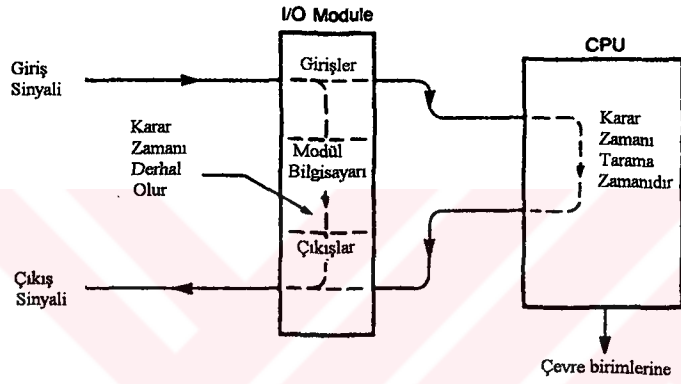 I/O Module
CPU
Giriş
Sinyali
Girişler
Karar
Zamanı
Derhal
Olur
Modül
Bilgisayarı
Karar
Zamanı
Tarama
Zamanıdır
Çıkışlar
Çıkış
Sinyali
Çevre birimlerine